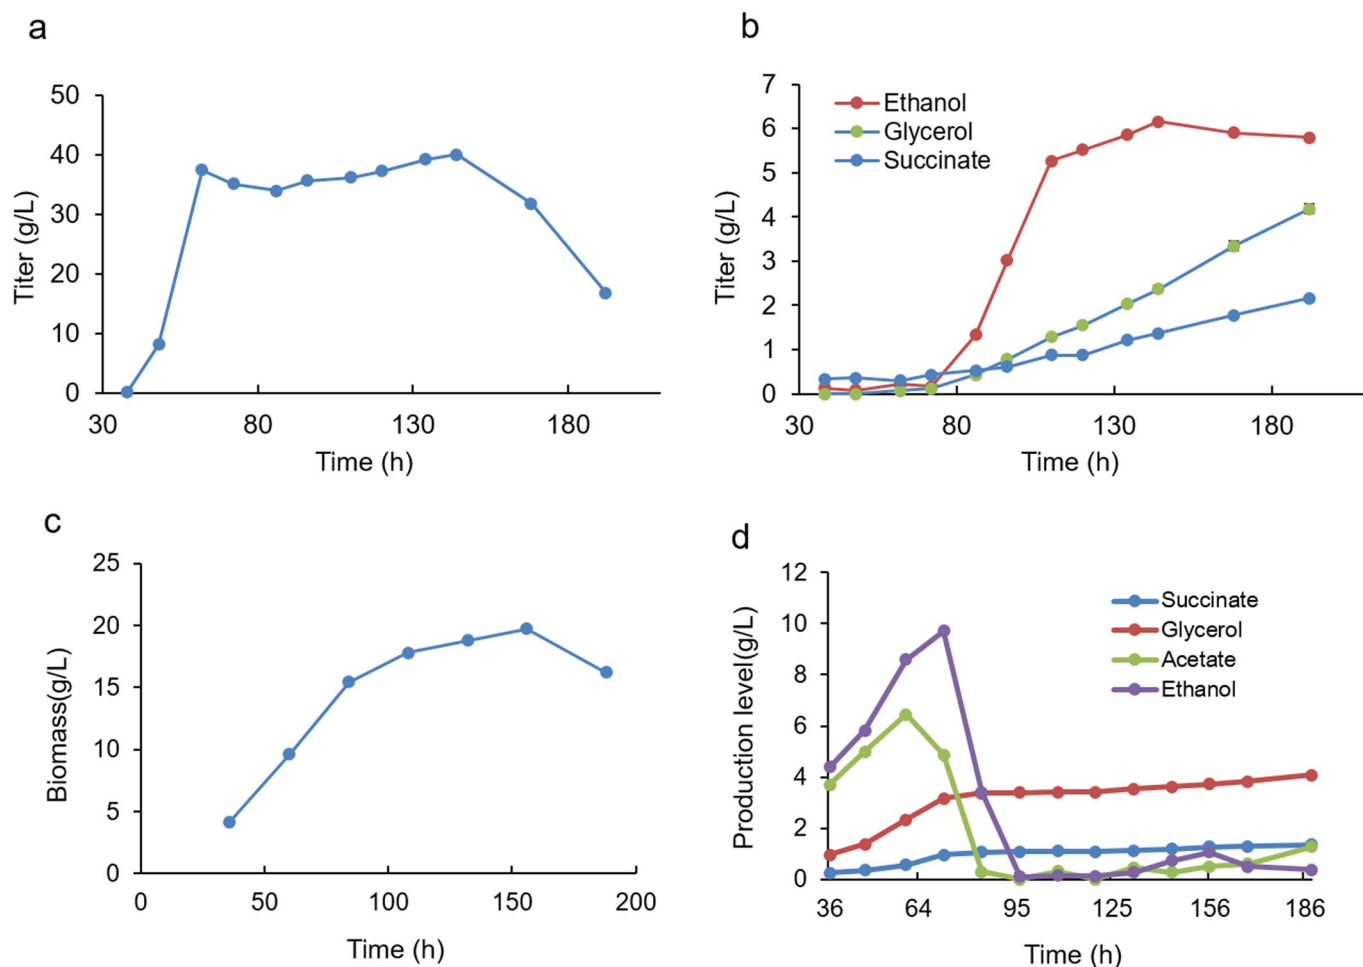 a
50
40
30
20
10
0
Titer (g/L)
30 80 130 180
Time (h)
b
7
6
5
4
3
2
1
0
Titer (g/L)
Ethanol
Glycerol
Succinate
30 80 130 180
Time (h)
c
25
20
15
10
5
0
Biomass(g/L)
0 50 100 150 200
Time (h)
d
12
10
8
6
4
2
0
Production level(g/L)
Succinate
Glycerol
Acetate
Ethanol
36 64 95 125 156 186
Time (h)